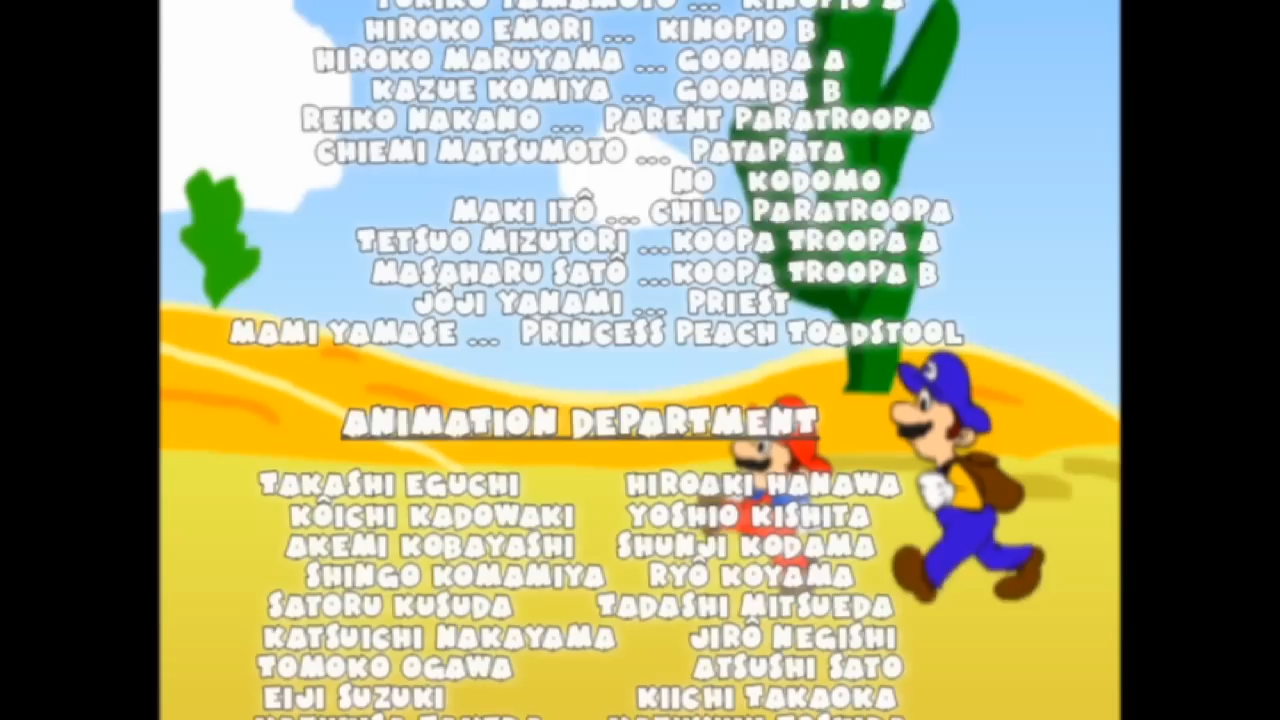 HIROKO EMORI ... KINOPIO B
HIROKO MARUYAMA ... GOOMBA A
KAZUE KOMIYA ... GOOMBA B
REIKO NAKANO ... PARENT PARATROOPA
CHIEMI MATSUMOTO ... PATAPATA
NO KODOMO
MAKI ITÔ ... CHILD PARATROOPA
TETSUO MIZUTORI ...KOOPA TROOPA A
MASAHARU SATÔ ...KOOPA TROOPA B
JÔJI YANAMI ... PRIEST
MAMI YAMASE ... PRINCESS PEACH TOADSTOOL
ANIMATION DEPARTMENT
TAKASHI EGUCHI HIROAKI HANAWA
KÔICHI KADOWAKI YOSHIO KISHITA
AKEMI KOBAYASHI SHUNJI KODAMA
SHINGO KOMAMIYA RYÔ KOYAMA
SATORU KUSUDA TADASHI MITSUEDA
KATSUICHI NAKAYAMA JIRÔ NEGISHI
TOMOKO OGAWA ATSUSHI SATO
EIJI SUZUKI KIICHI TAKAOKA